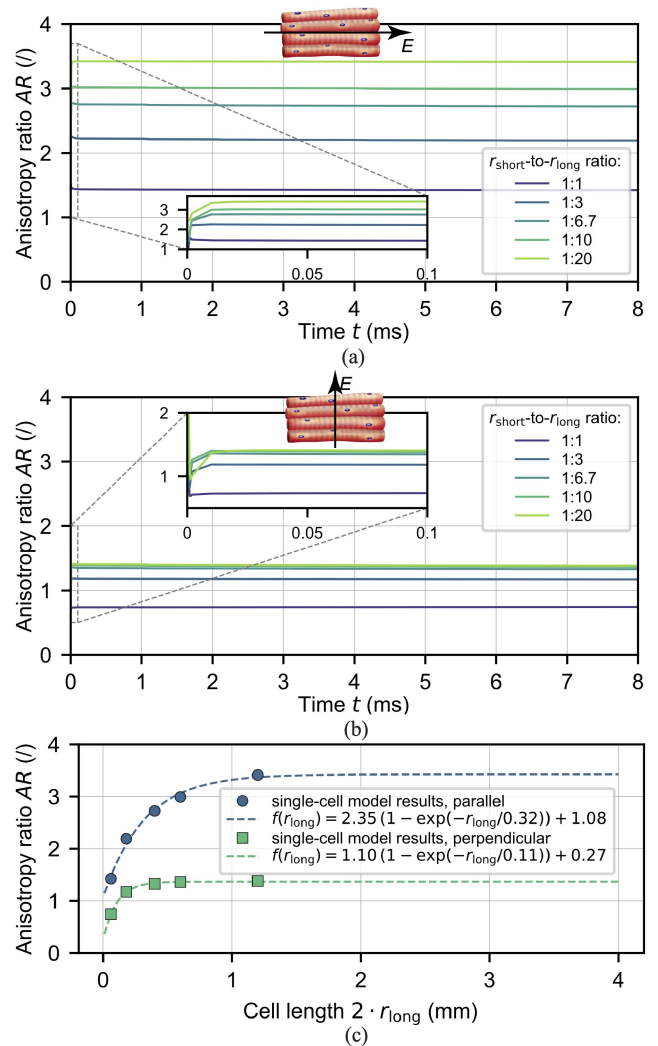 4
3
2
1
0
Anisotropy ratio AR (/)
E
r_short-to-r_long ratio:
1:1
1:3
1:6.7
1:10
1:20
3
2
1
0 0.05 0.1
0 1 2 3 4 5 6 7 8
Time t (ms)
(a)
4
3
2
1
0
Anisotropy ratio AR (/)
E
2
1
0 0.05 0.1
r_short-to-r_long ratio:
1:1
1:3
1:6.7
1:10
1:20
0 1 2 3 4 5 6 7 8
Time t (ms)
(b)
4
3
2
1
0
Anisotropy ratio AR (/)
single-cell model results, parallel
f(r_long) = 2.35 (1 − exp(−r_long/0.32)) + 1.08
single-cell model results, perpendicular
f(r_long) = 1.10 (1 − exp(−r_long/0.11)) + 0.27
0 1 2 3 4
Cell length 2 · r_long (mm)
(c)